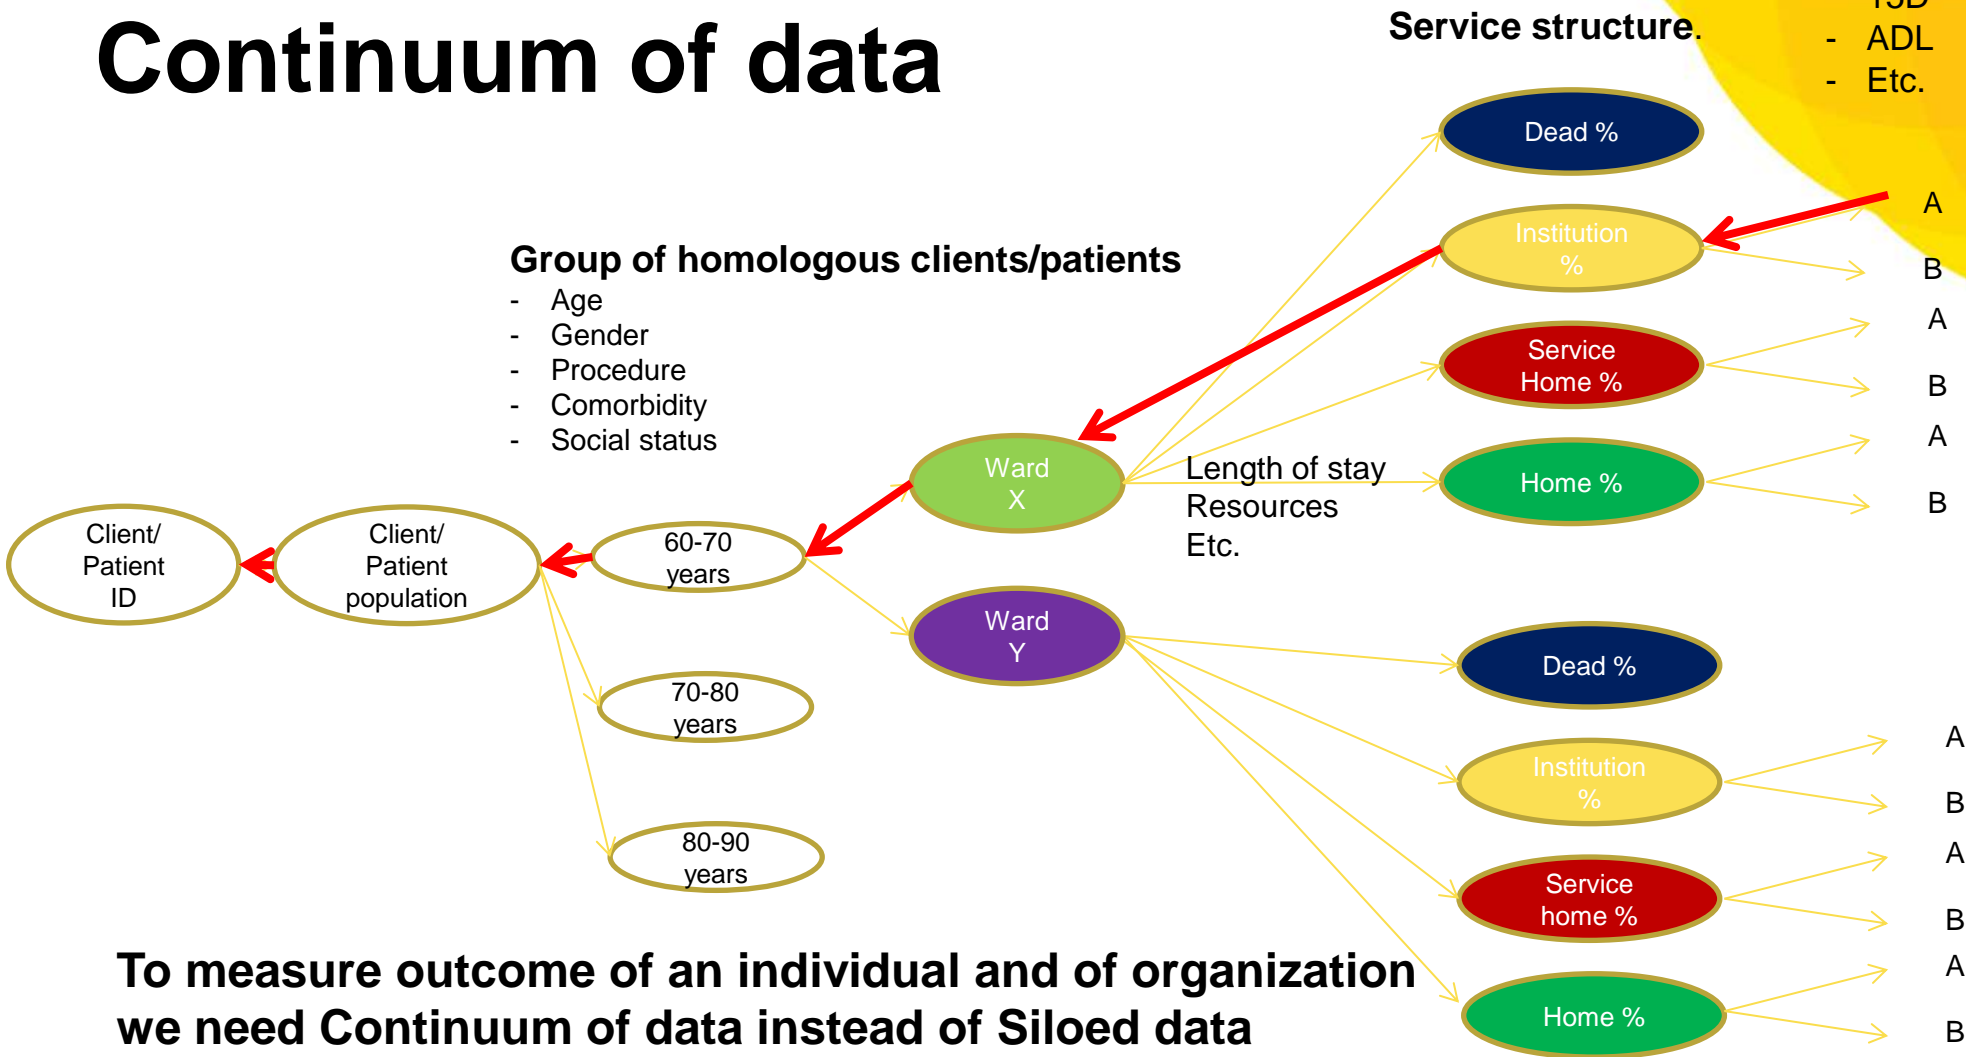 Continuum of data
Service structure.
- ADL
- Etc.
Group of homologous clients/patients
- Age
- Gender
- Procedure
- Comorbidity
- Social status
Client/
Patient
ID
Client/
Patient
population
60-70
years
70-80
years
80-90
years
Ward
X
Ward
Y
Length of stay
Resources
Etc.
Dead %
Institution
%
Service
Home %
Home %
A
B
A
B
A
B
Dead %
Institution
%
Service
home %
Home %
A
B
A
B
A
B
To measure outcome of an individual and of organization
we need Continuum of data instead of Siloed data